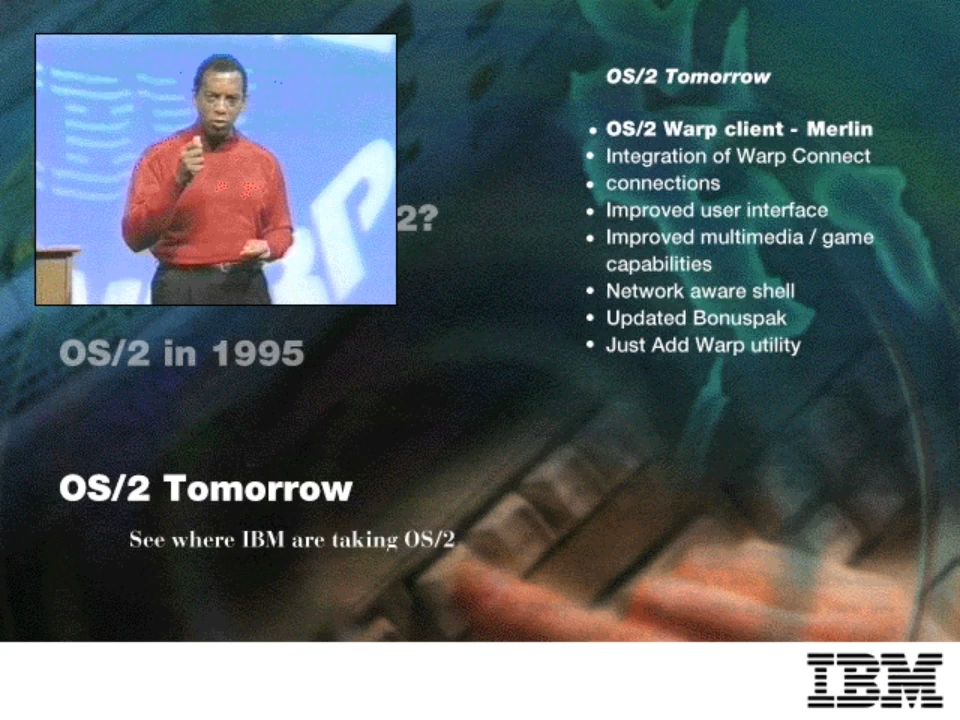 2?
OS/2 in 1995
OS/2 Tomorrow
See where IBM are taking OS/2
OS/2 Tomorrow
• OS/2 Warp client - Merlin
• Integration of Warp Connect
• connections
• Improved user interface
• Improved multimedia / game
capabilities
• Network aware shell
• Updated Bonuspak
• Just Add Warp utility
IBM